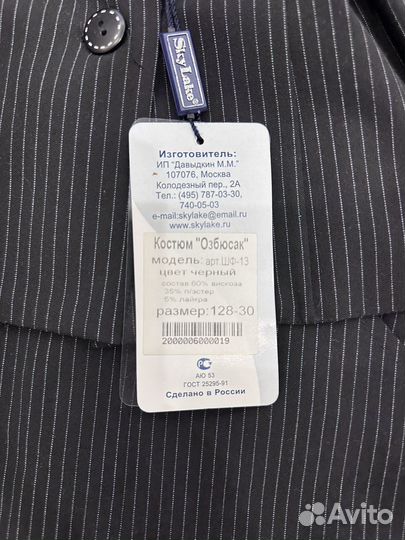 SkyLake®
Изготовитель:
ИП "Давыдкин М.М."
107076, Москва
Колодезный пер., 2А
Тел.: (495) 787-03-30,
740-05-03
e-mail:skylake@email.ru
www.skylake.ru
Костюм "Озбюсак"
модель: арт.ШФ-13
цвет черный
состав 60% вискоза
35% п/эстер
5% лайкра
размер:128-30
2000006000019
АЮ 53
ГОСТ 25295-91
Сделано в России
Avito